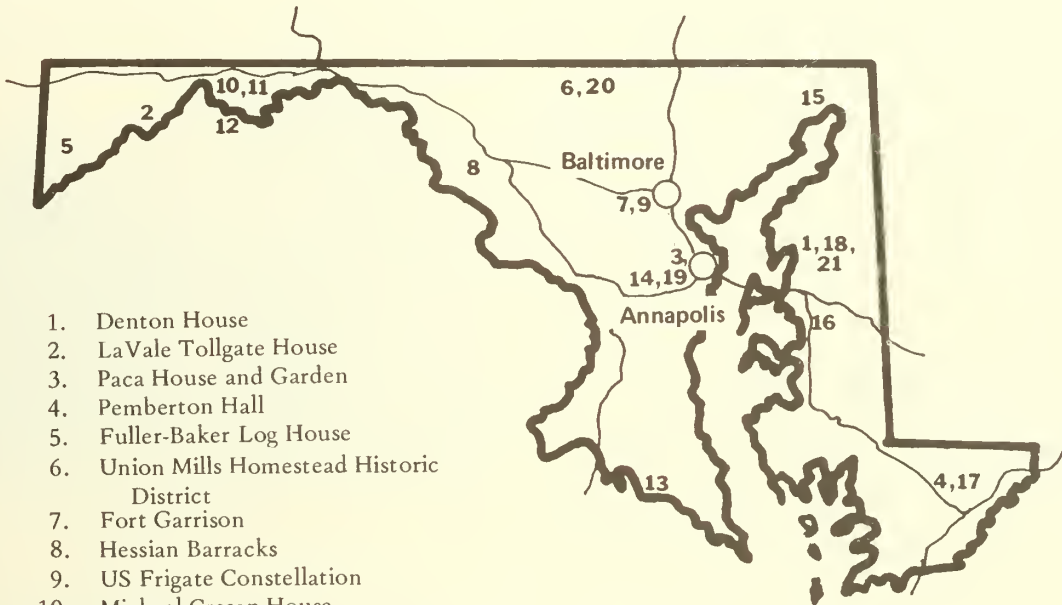 10,11
6,20
15
2
12
5
8
Baltimore
7,9
3,
14,19
1,18,
21
Annapolis
16
1. Denton House
2. LaVale Tollgate House
3. Paca House and Garden
4. Pemberton Hall
5. Fuller-Baker Log House
6. Union Mills Homestead Historic
District
7. Fort Garrison
8. Hessian Barracks
9. US Frigate Constellation
13
4,17